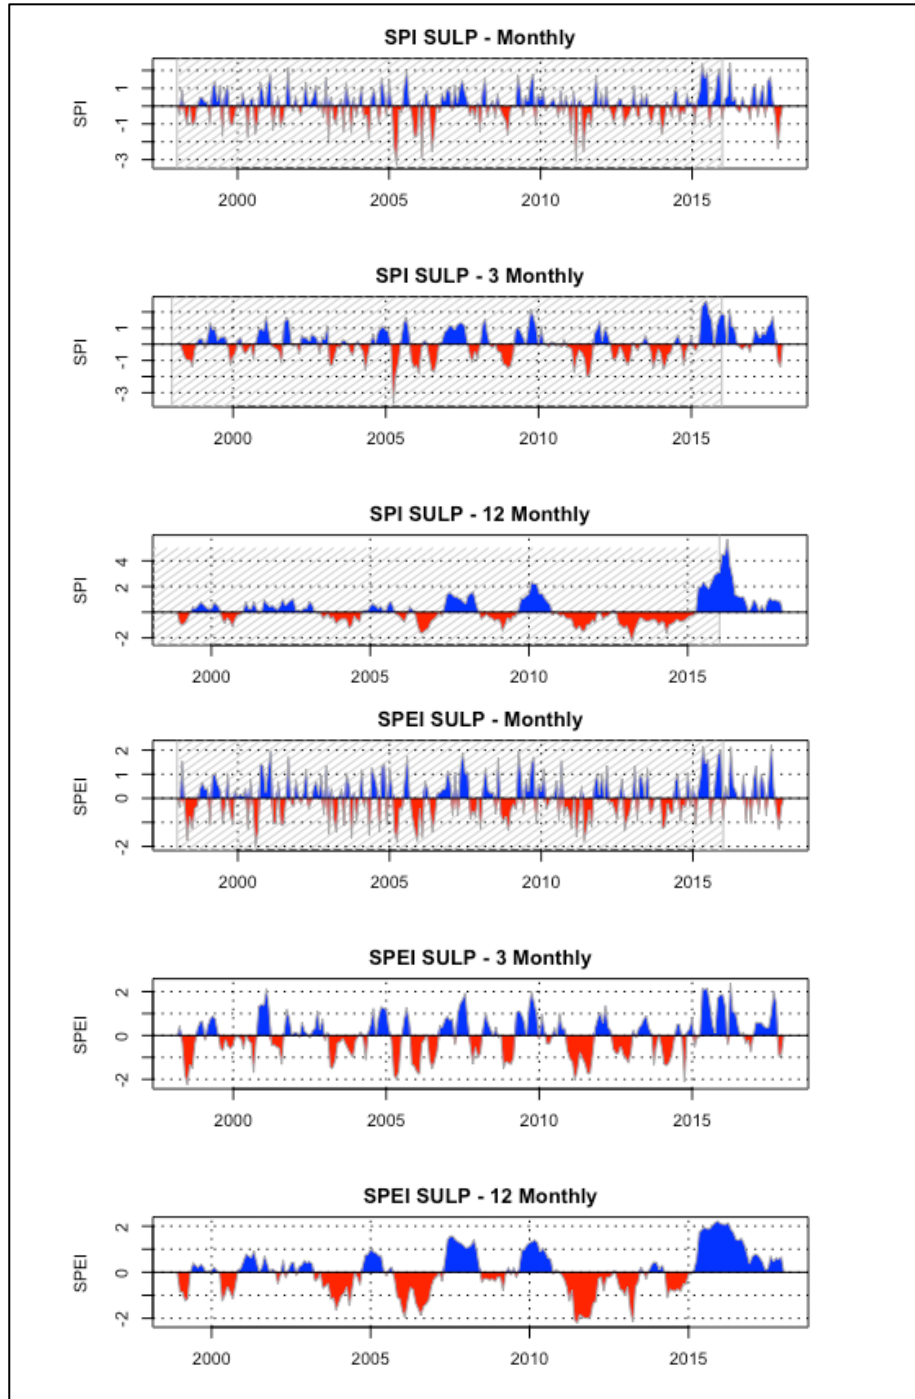 SPI SULP - Monthly
SPI
1
-1
-3
2000 2005 2010 2015
SPI SULP - 3 Monthly
SPI
1
-1
-3
2000 2005 2010 2015
SPI SULP - 12 Monthly
SPI
4
2
-2
2000 2005 2010 2015
SPEI SULP - Monthly
SPEI
2
1
0
-2
2000 2005 2010 2015
SPEI SULP - 3 Monthly
SPEI
2
0
-2
2000 2005 2010 2015
SPEI SULP - 12 Monthly
SPEI
2
0
-2
2000 2005 2010 2015